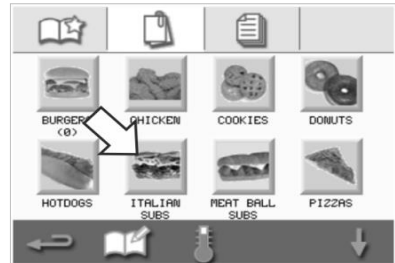 BURGERS CHICKEN COOKIES DONUTS
(0)
HOTDOGS ITALIAN MEAT BALL PIZZAS
SUBS SUBS